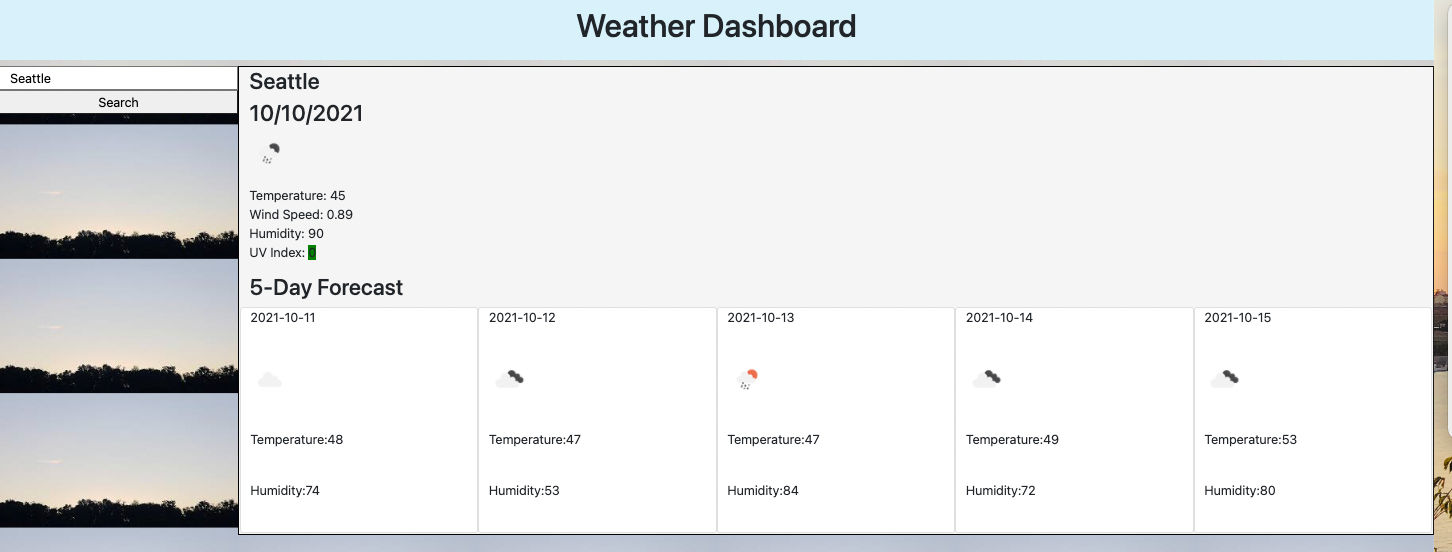 Weather Dashboard
Seattle
Search
Seattle
10/10/2021
Temperature: 45
Wind Speed: 0.89
Humidity: 90
UV Index: 0
5-Day Forecast
2021-10-11
Temperature:48
Humidity:74
2021-10-12
Temperature:47
Humidity:53
2021-10-13
Temperature:47
Humidity:84
2021-10-14
Temperature:49
Humidity:72
2021-10-15
Temperature:53
Humidity:80